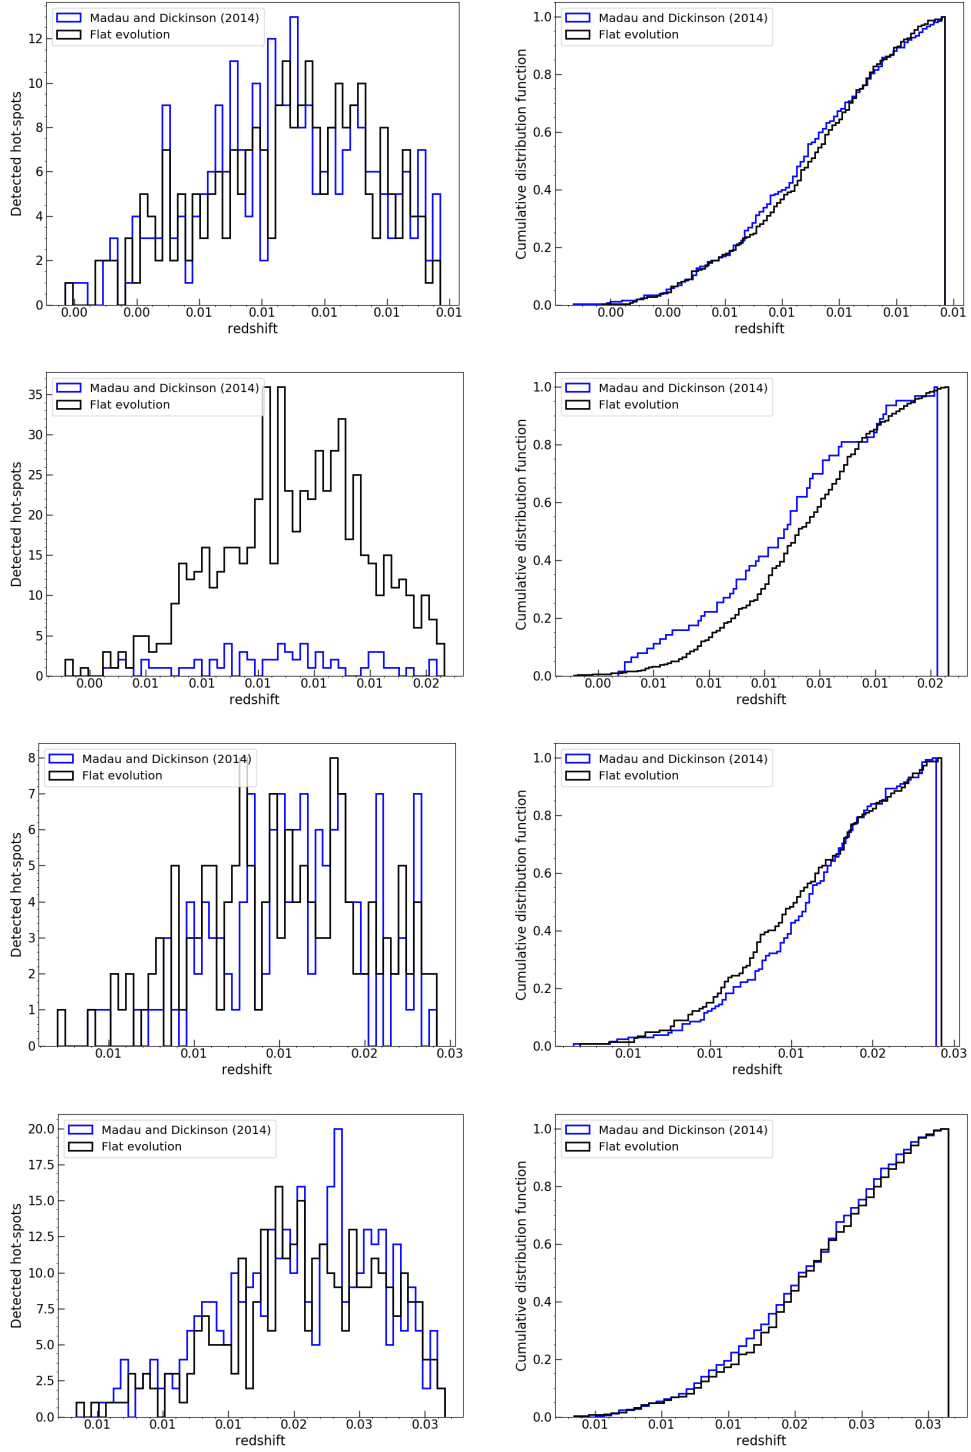 Madau and Dickinson (2014)
Flat evolution
Detected hot-spots
12
10
8
6
4
2
0
0.00 0.00 0.01 0.01 0.01 0.01 0.01
redshift
Madau and Dickinson (2014)
Flat evolution
Cumulative distribution function
1.0
0.8
0.6
0.4
0.2
0.0
0.00 0.00 0.01 0.01 0.01 0.01 0.01
redshift
Madau and Dickinson (2014)
Flat evolution
Detected hot-spots
35
30
25
20
15
10
5
0
0.00 0.01 0.01 0.01 0.01 0.01 0.02
redshift
Madau and Dickinson (2014)
Flat evolution
Cumulative distribution function
1.0
0.8
0.6
0.4
0.2
0.0
0.00 0.01 0.01 0.01 0.01 0.01 0.02
redshift
Madau and Dickinson (2014)
Flat evolution
Detected hot-spots
8
7
6
5
4
3
2
1
0
0.01 0.01 0.01 0.02 0.03
redshift
Madau and Dickinson (2014)
Flat evolution
Cumulative distribution function
1.0
0.8
0.6
0.4
0.2
0.0
0.01 0.01 0.01 0.02 0.03
redshift
Madau and Dickinson (2014)
Flat evolution
Detected hot-spots
20.0
17.5
15.0
12.5
10.0
7.5
5.0
2.5
0.0
0.01 0.01 0.01 0.02 0.03 0.03
redshift
Madau and Dickinson (2014)
Flat evolution
Cumulative distribution function
1.0
0.8
0.6
0.4
0.2
0.0
0.01 0.01 0.01 0.02 0.03 0.03
redshift